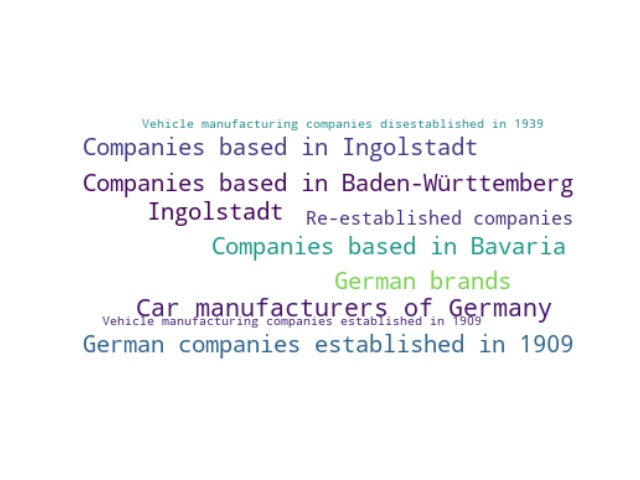 Vehicle manufacturing companies disestablished in 1939
Companies based in Ingolstadt
Companies based in Baden-Württemberg
Ingolstadt
Re-established companies
Companies based in Bavaria
German brands
Car manufacturers of Germany
Vehicle manufacturing companies established in 1909
German companies established in 1909